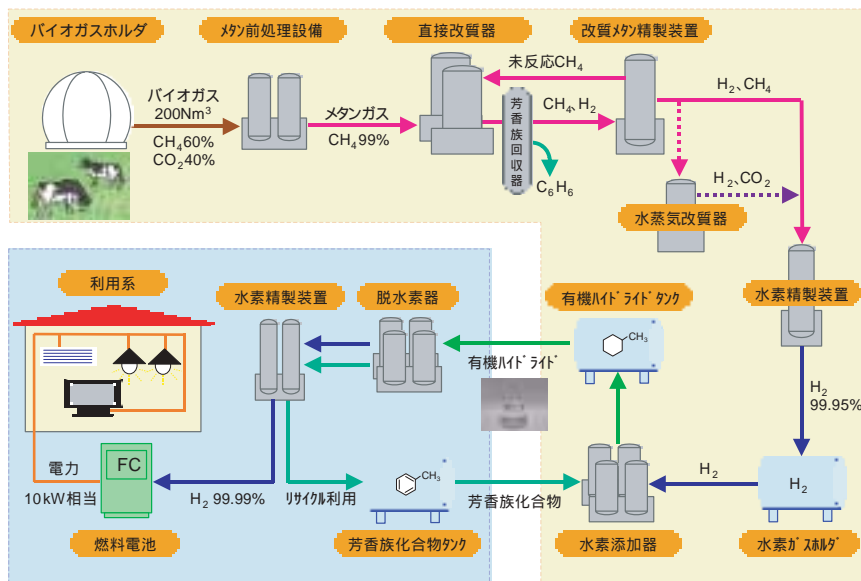 バイオガスホルダ
メタン前処理設備
直接改質器
改質メタン精製装置
バイオガス
200Nm³
CH₄60%
CO₂40%
メタンガス
CH₄99%
未反応CH₄
芳香族回収器
CH₄、H₂
C₆H₆
H₂、CH₄
H₂、CO₂
水蒸気改質器
水素精製装置
利用系
水素精製装置
脱水素器
有機ハイドライドタンク
CH₃
有機ハイドライド
H₂
99.95%
電力
10kW相当
FC
H₂ 99.99%
リサイクル利用
CH₃
芳香族化合物
H₂
H₂
燃料電池
芳香族化合物タンク
水素添加器
水素ガスホルダ